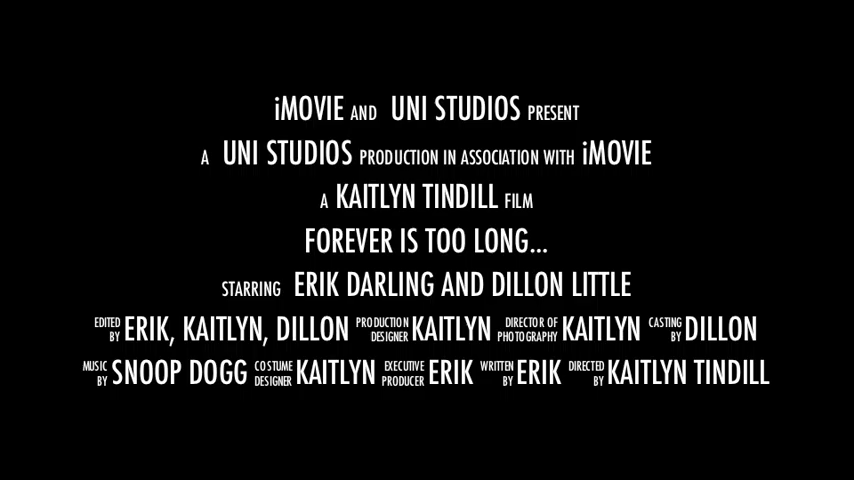 iMOVIE AND UNI STUDIOS PRESENT
A UNI STUDIOS PRODUCTION IN ASSOCIATION WITH iMOVIE
A KAITLYN TINDILL FILM
FOREVER IS TOO LONG...
STARRING ERIK DARLING AND DILLON LITTLE
EDITED BY ERIK, KAITLYN, DILLON PRODUCTION DESIGNER KAITLYN DIRECTOR OF PHOTOGRAPHY KAITLYN CASTING BY DILLON
MUSIC BY SNOOP DOGG COSTUME DESIGNER KAITLYN EXECUTIVE PRODUCER ERIK WRITTEN BY ERIK DIRECTED BY KAITLYN TINDILL